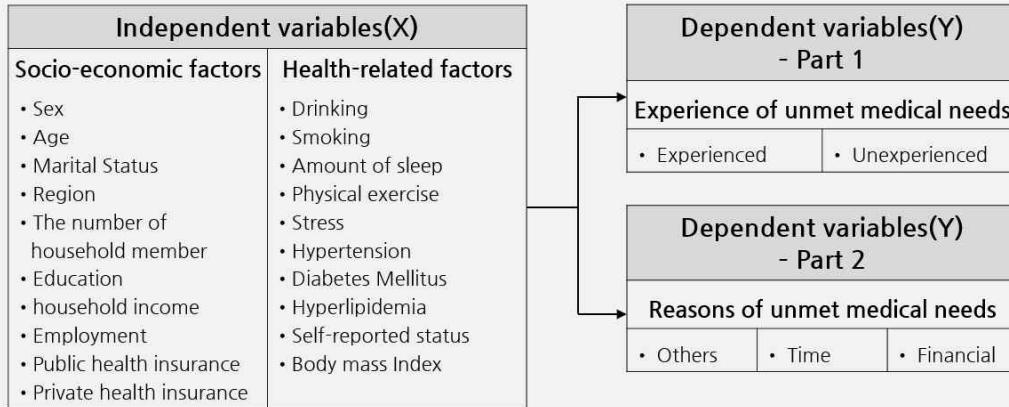 Independent variables(X)
Socio-economic factors
• Sex
• Age
• Marital Status
• Region
• The number of
household member
• Education
• household income
• Employment
• Public health insurance
• Private health insurance
Health-related factors
• Drinking
• Smoking
• Amount of sleep
• Physical exercise
• Stress
• Hypertension
• Diabetes Mellitus
• Hyperlipidemia
• Self-reported status
• Body mass Index
Dependent variables(Y)
- Part 1
Experience of unmet medical needs
• Experienced
• Unexperienced
Dependent variables(Y)
- Part 2
Reasons of unmet medical needs
• Others
• Time
• Financial